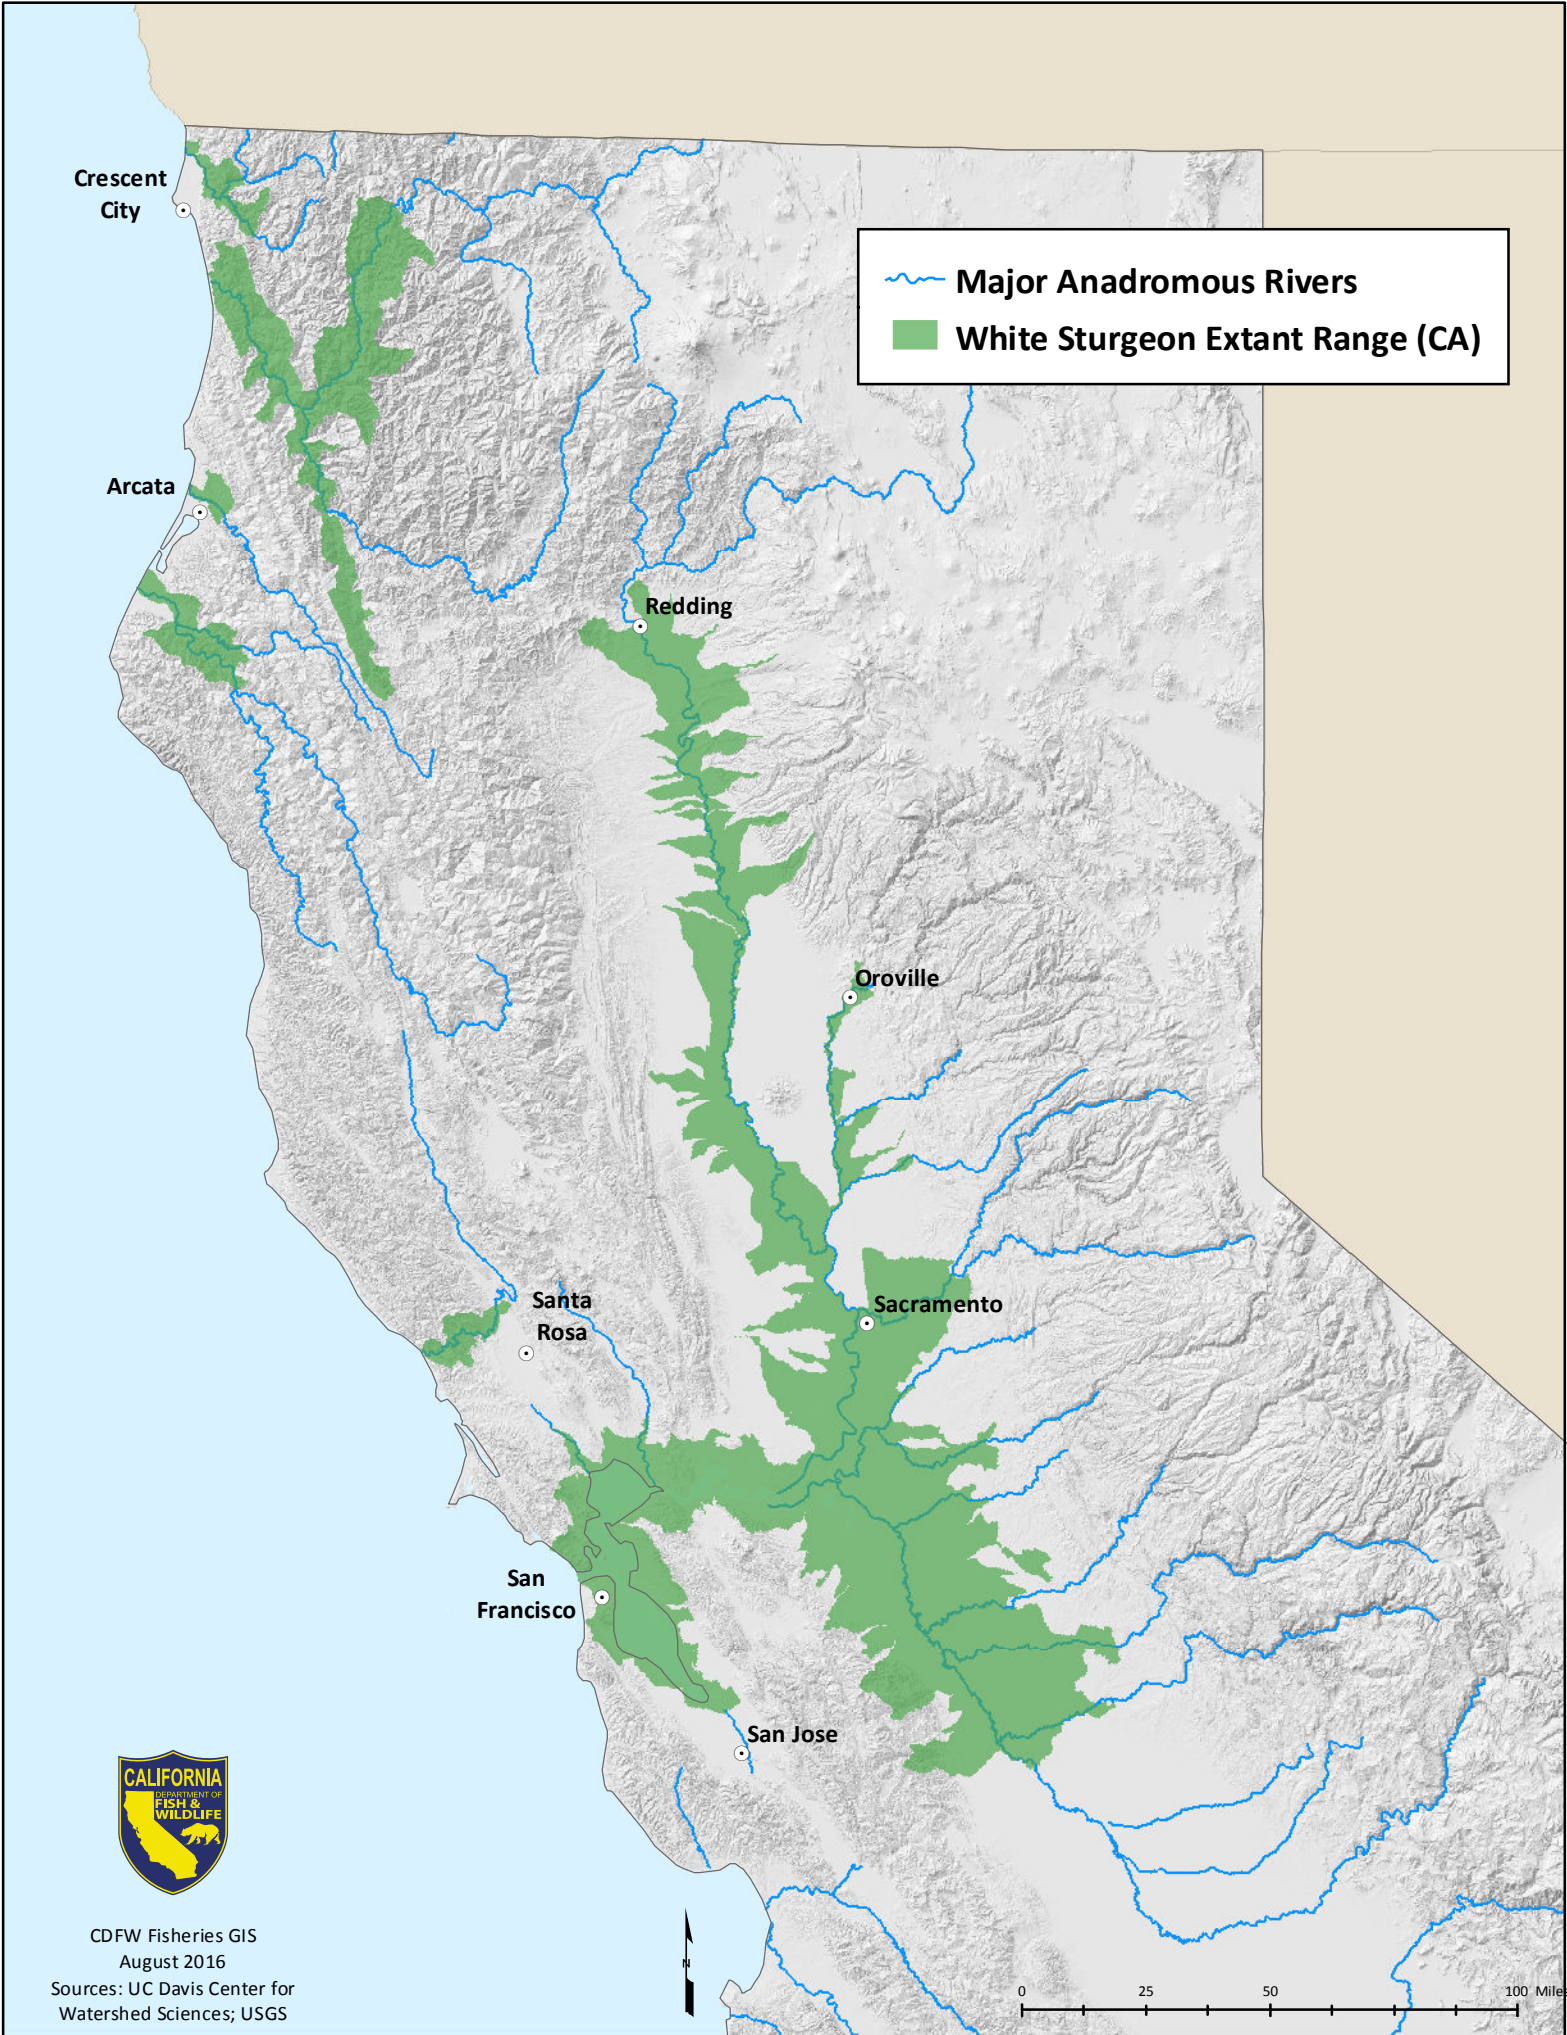 Crescent
City
Major Anadromous Rivers
White Sturgeon Extant Range (CA)
Arcata
Redding
Oroville
Santa
Rosa
Sacramento
San
Francisco
San Jose
CALIFORNIA
DEPARTMENT OF
FISH &
WILDLIFE
CDFW Fisheries GIS
August 2016
Sources: UC Davis Center for
Watershed Sciences; USGS
N
0 25 50 100 Miles